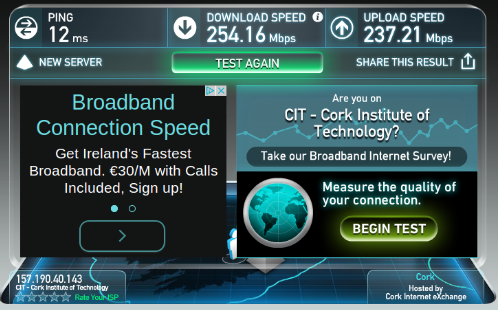 PING
12 ms
DOWNLOAD SPEED
254.16 Mbps
UPLOAD SPEED
237.21 Mbps
NEW SERVER
TEST AGAIN
SHARE THIS RESULT
Broadband
Connection Speed
Get Ireland's Fastest
Broadband. €30/M with Calls
Included, Sign up!
Are you on
CIT - Cork Institute of
Technology?
Take our Broadband Internet Survey!
Measure the quality of
your connection.
BEGIN TEST
157.190.40.143
CIT - Cork Institute of Technology
Rate Your ISP
Cork
Hosted by
Cork Internet eXchange